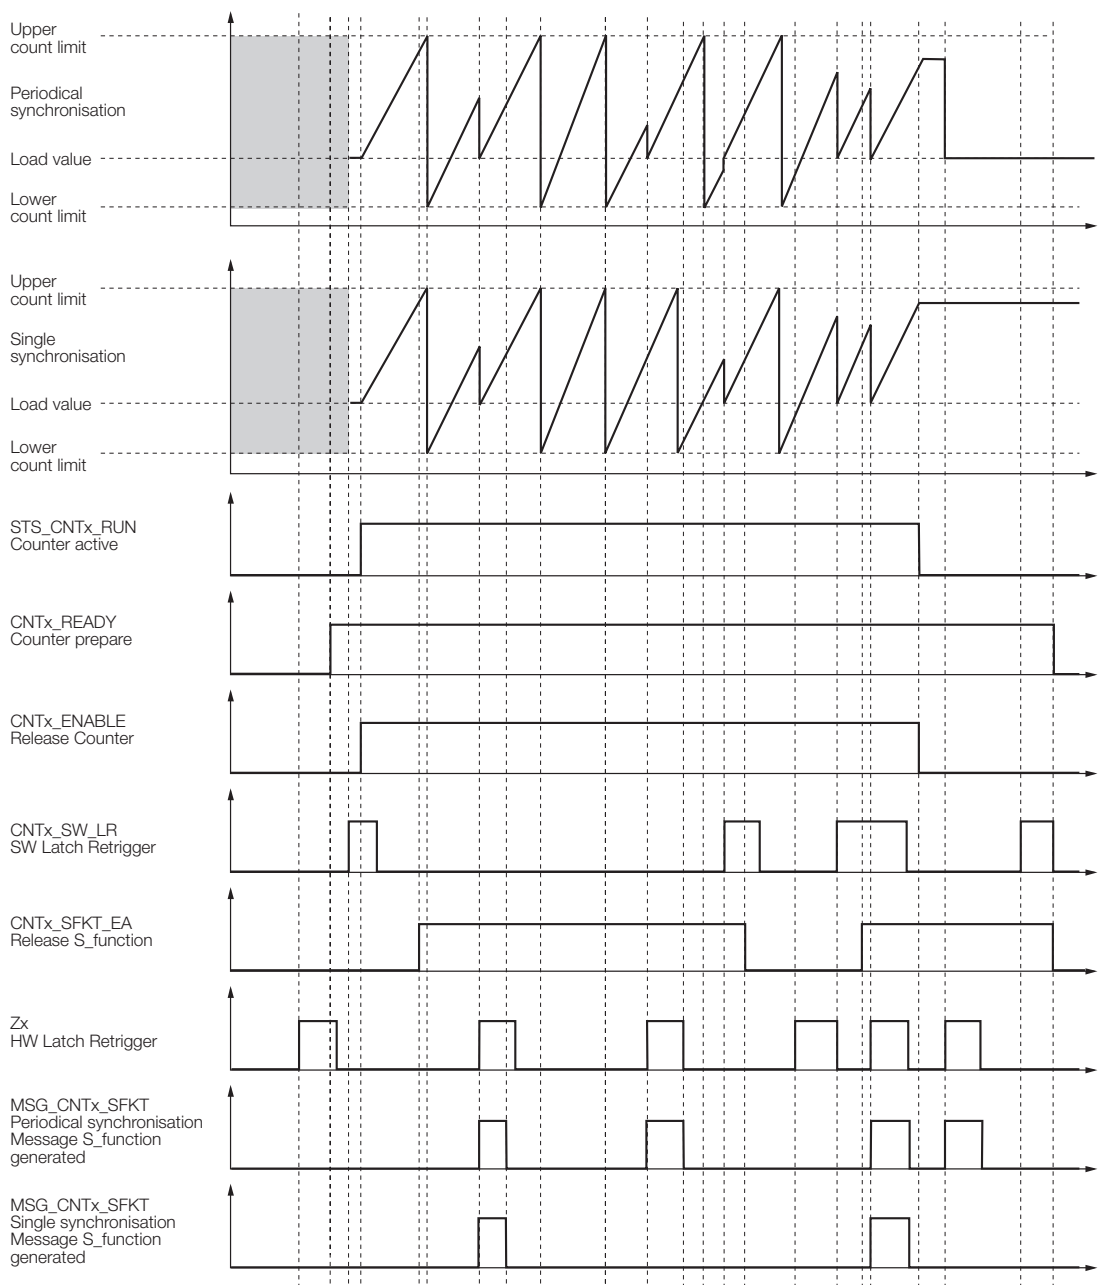 Upper
count limit
Periodical
synchronisation
Load value
Lower
count limit
Upper
count limit
Single
synchronisation
Load value
Lower
count limit
STS_CNTx_RUN
Counter active
CNTx_READY
Counter prepare
CNTx_ENABLE
Release Counter
CNTx_SW_LR
SW Latch Retrigger
CNTx_SFKT_EA
Release S_function
Zx
HW Latch Retrigger
MSG_CNTx_SFKT
Periodical synchronisation
Message S_function
generated
MSG_CNTx_SFKT
Single synchronisation
Message S_function
generated